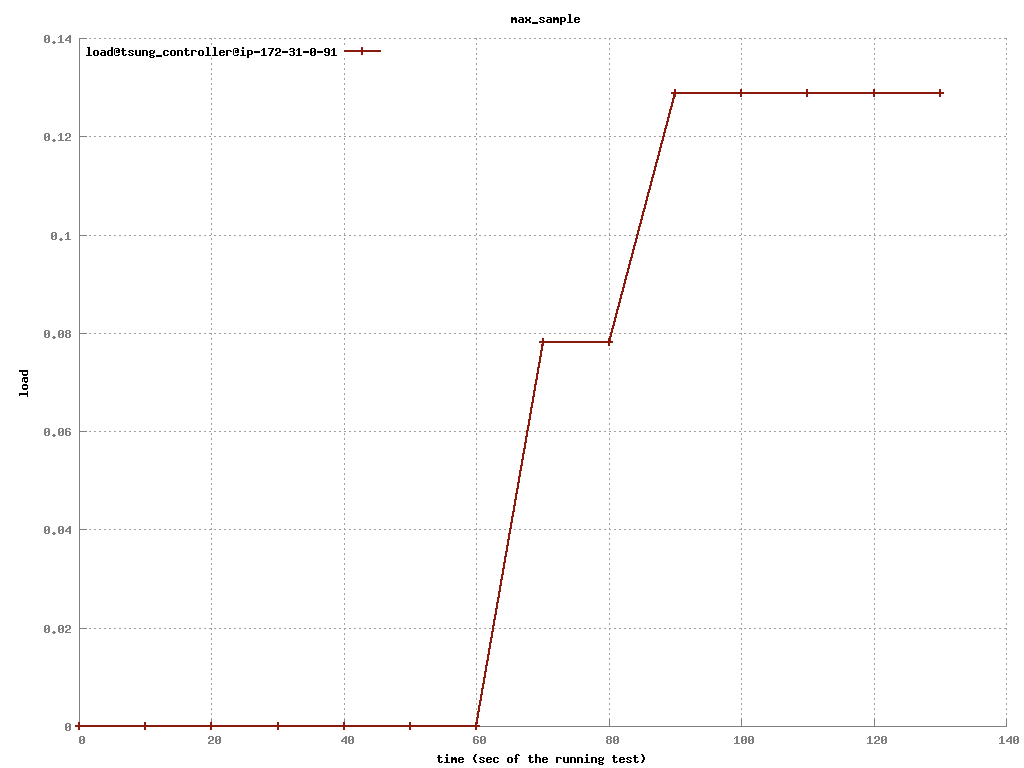 max_sample
load@tsung_controller@ip-172-31-0-91
0.14
0.12
0.1
0.08
0.06
0.04
0.02
0
load
0 20 40 60 80 100 120 140
time (sec of the running test)